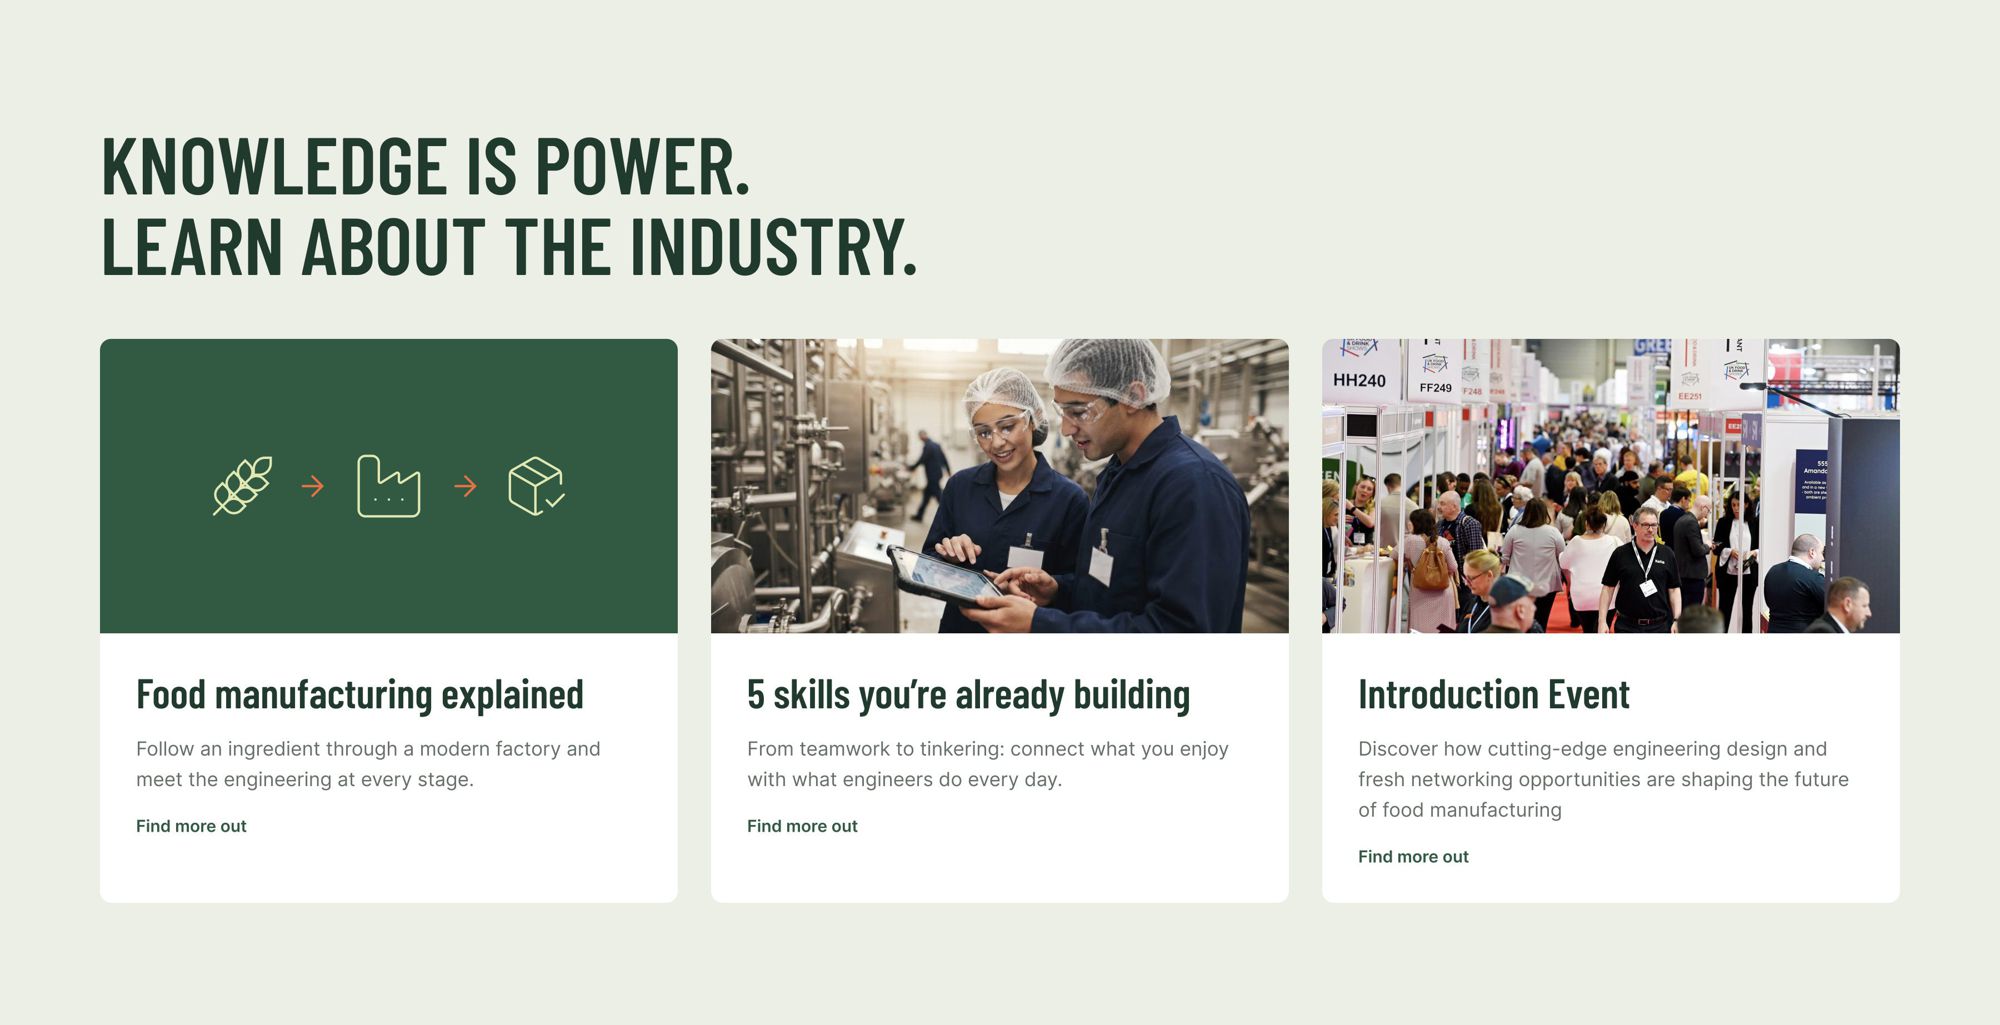 KNOWLEDGE IS POWER.
LEARN ABOUT THE INDUSTRY.
HH240
FF249
F248
EE251
Food manufacturing explained
Follow an ingredient through a modern factory and
meet the engineering at every stage.
Find more out
5 skills you’re already building
From teamwork to tinkering: connect what you enjoy
with what engineers do every day.
Find more out
Introduction Event
Discover how cutting-edge engineering design and
fresh networking opportunities are shaping the future
of food manufacturing
Find more out